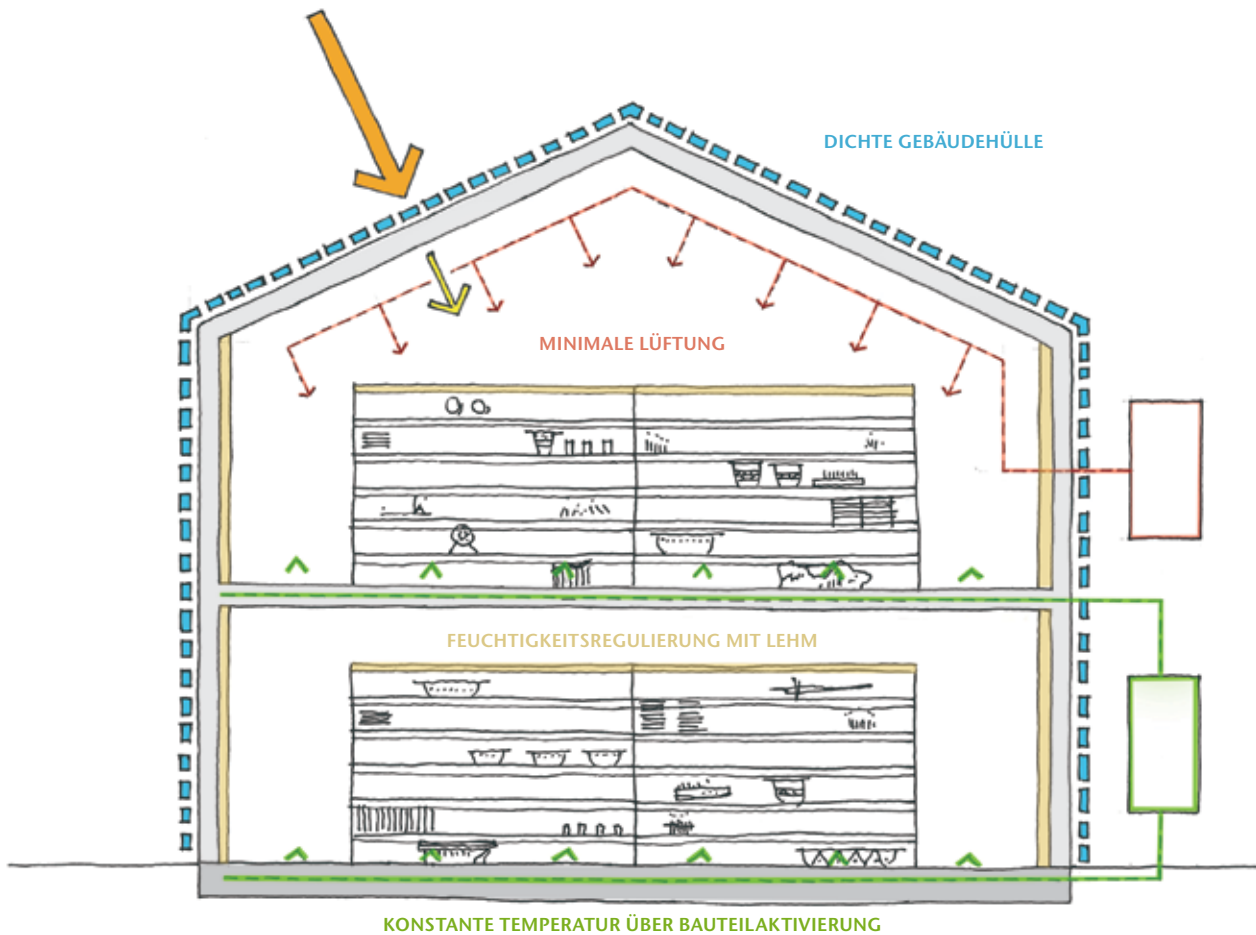 DICHTE GEBÄUDEHÜLLE
MINIMALE LÜFTUNG
FEUCHTIGKEITSREGULIERUNG MIT LEHM
KONSTANTE TEMPERATUR ÜBER BAUTEILAKTIVIERUNG